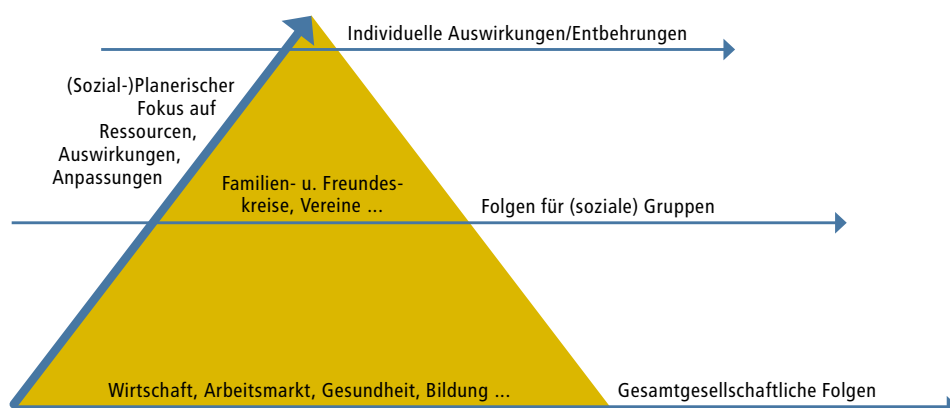 Individuelle Auswirkungen/Entbehrungen
(Sozial-)Planerischer
Fokus auf
Ressourcen,
Auswirkungen,
Anpassungen
Familien- u. Freundes-
kreise, Vereine ...
Folgen für (soziale) Gruppen
Wirtschaft, Arbeitsmarkt, Gesundheit, Bildung ...
Gesamtgesellschaftliche Folgen